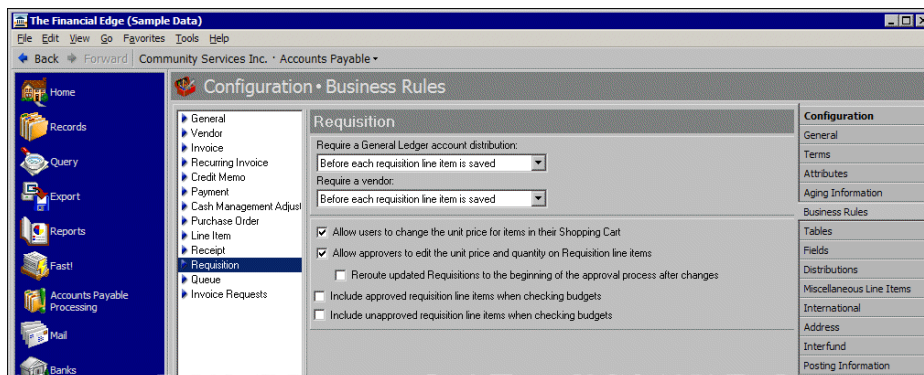 The Financial Edge (Sample Data)
File Edit View Go Favorites Tools Help
Back Forward Community Services Inc. · Accounts Payable
Home
Records
Query
Export
Reports
Fast!
Accounts Payable
Processing
Mail
Banks
Configuration · Business Rules
General
Vendor
Invoice
Recurring Invoice
Credit Memo
Payment
Cash Management Adjust
Purchase Order
Line Item
Receipt
Requisition
Queue
Invoice Requests
Requisition
Require a General Ledger account distribution:
Before each requisition line item is saved
Require a vendor:
Before each requisition line item is saved
Allow users to change the unit price for items in their Shopping Cart
Allow approvers to edit the unit price and quantity on Requisition line items
Reroute updated Requisitions to the beginning of the approval process after changes
Include approved requisition line items when checking budgets
Include unapproved requisition line items when checking budgets
Configuration
General
Terms
Attributes
Aging Information
Business Rules
Tables
Fields
Distributions
Miscellaneous Line Items
International
Address
Interfund
Posting Information